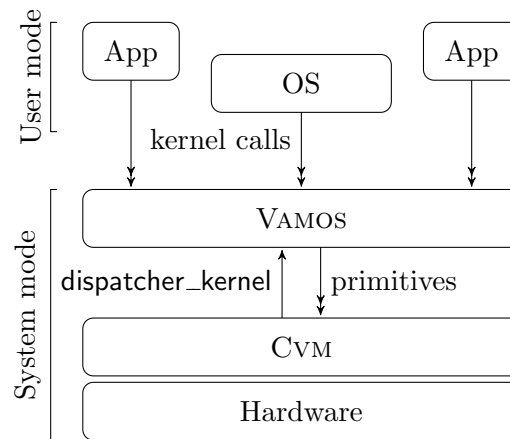 User mode
App
OS
App
kernel calls
System mode
VAMOS
dispatcher_kernel
primitives
CVM
Hardware